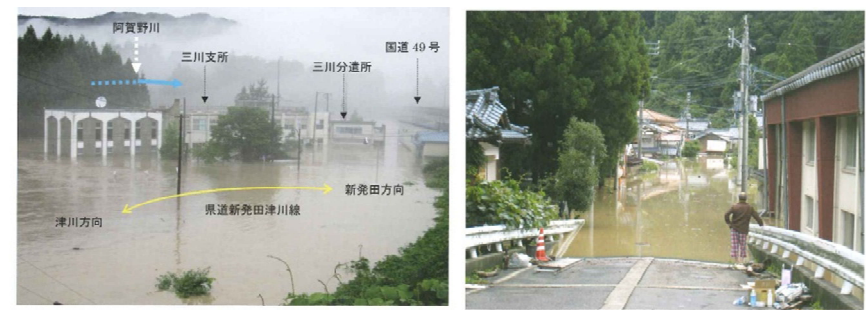 阿賀野川
国道 49 号
三川支所
三川分遣所
新発田方向
県道新発田津川線
津川方向